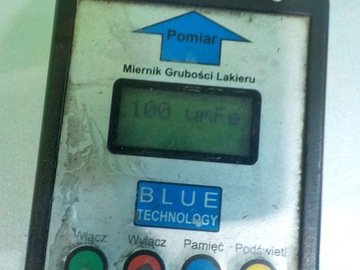 Pomiar
Miernik Grubości Lakieru
100 umFe
BLUE
TECHNOLOGY
Włącz Wyłącz Pamięć Podświetl